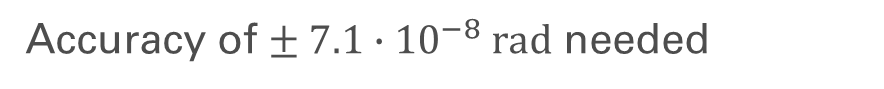 Accuracy of ± 7.1 · 10⁻⁸ rad needed